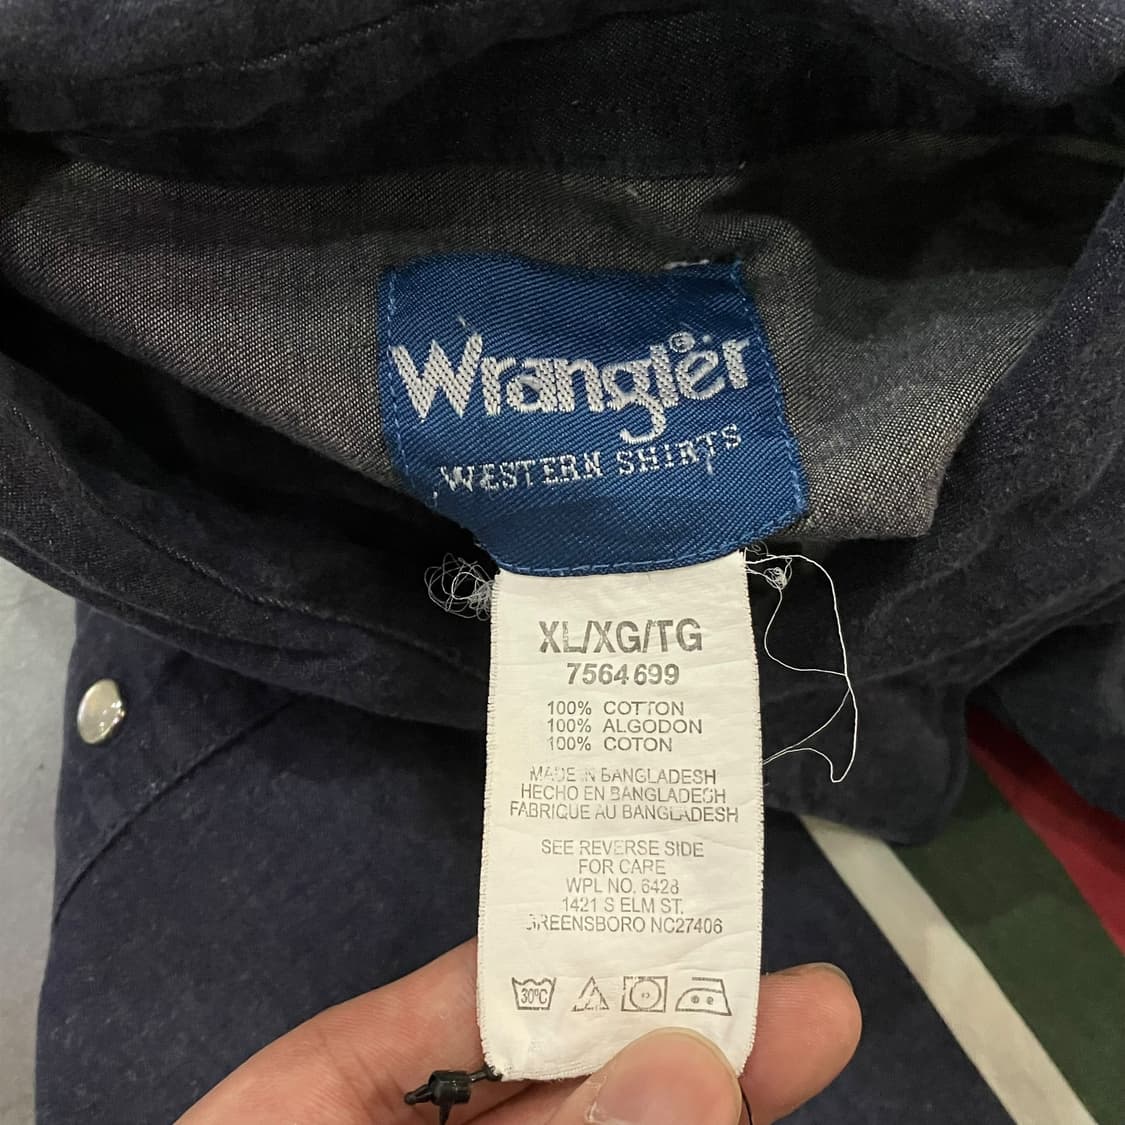 Wrangler®
WESTERN SHIRTS
XL/XG/TG
7564699
100% COTTON
100% ALGODON
100% COTON
MADE IN BANGLADESH
HECHO EN BANGLADESH
FABRIQUE AU BANGLADESH
SEE REVERSE SIDE
FOR CARE
WPL NO. 6428
1421 S ELM ST.
GREENSBORO NC27406
30°C